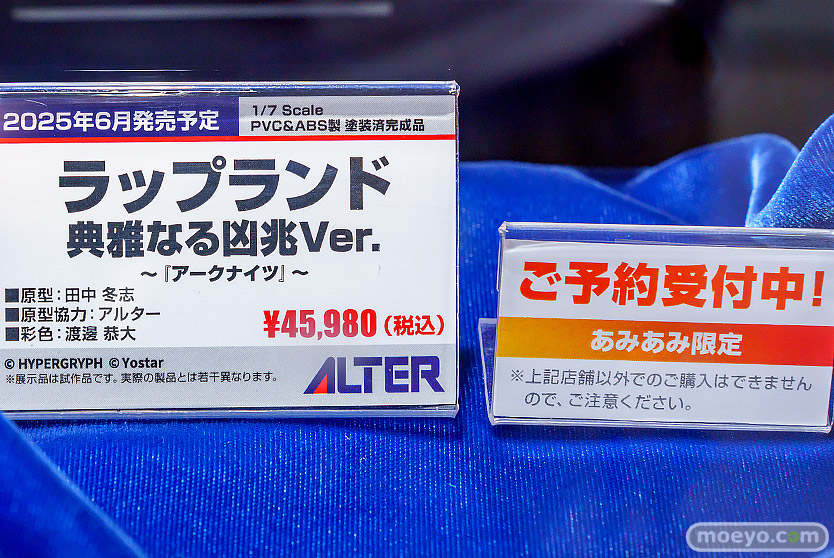 2025年6月発売予定
1/7 Scale
PVC&ABS製 塗装済完成品
ラップランド
典雅なる凶兆Ver.
～『アークナイツ』～
■原型：田中 冬志
■原型協力：アルター
■彩色：渡邊 恭大
¥45,980（税込）
© HYPERGRYPH © Yostar
※展示品は試作品です。実際の製品とは若干異なります。
ALTER
ご予約受付中！
あみあみ限定
※上記店舗以外でのご購入はできません
ので、ご注意ください。
moeyo.com